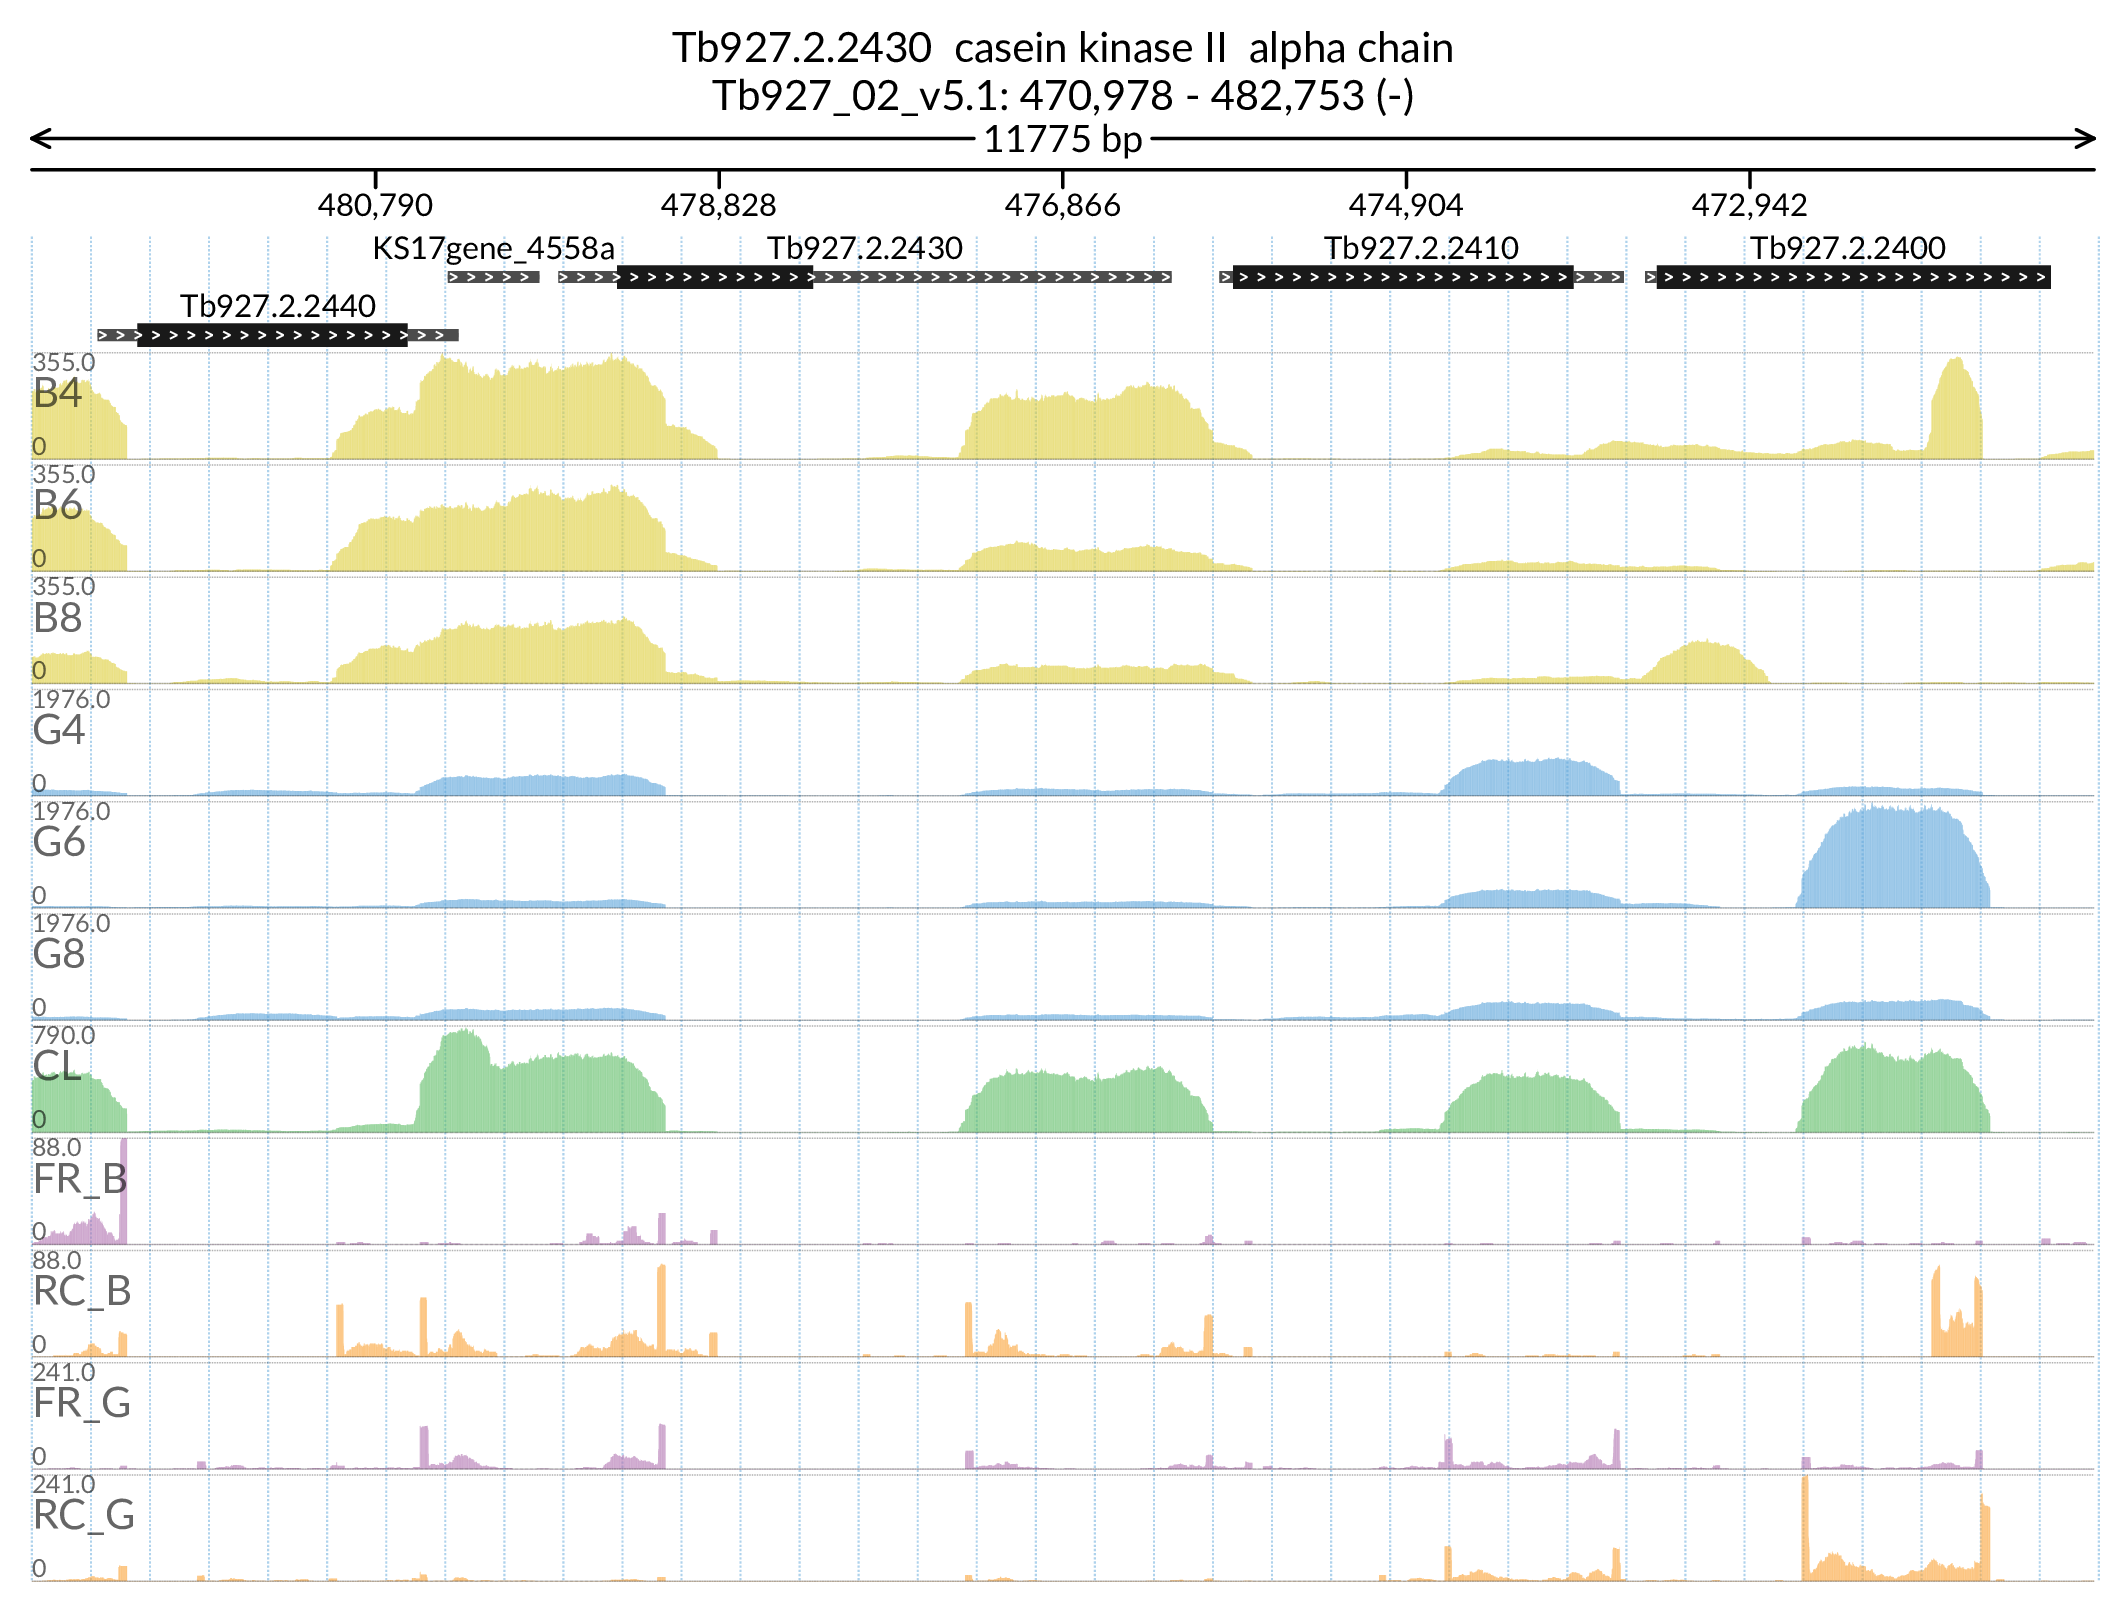 Tb927.2.2430  casein kinase II  alpha chain
Tb927_02_v5.1: 470,978 - 482,753 (-)
11775 bp
480,790 478,828 476,866 474,904 472,942
KS17gene_4558a Tb927.2.2430 Tb927.2.2410 Tb927.2.2400
Tb927.2.2440
355.0
B4
0
355.0
B6
0
355.0
B8
0
1976.0
G4
0
1976.0
G6
0
1976.0
G8
0
790.0
CL
0
88.0
FR_B
0
88.0
RC_B
0
241.0
FR_G
0
241.0
RC_G
0